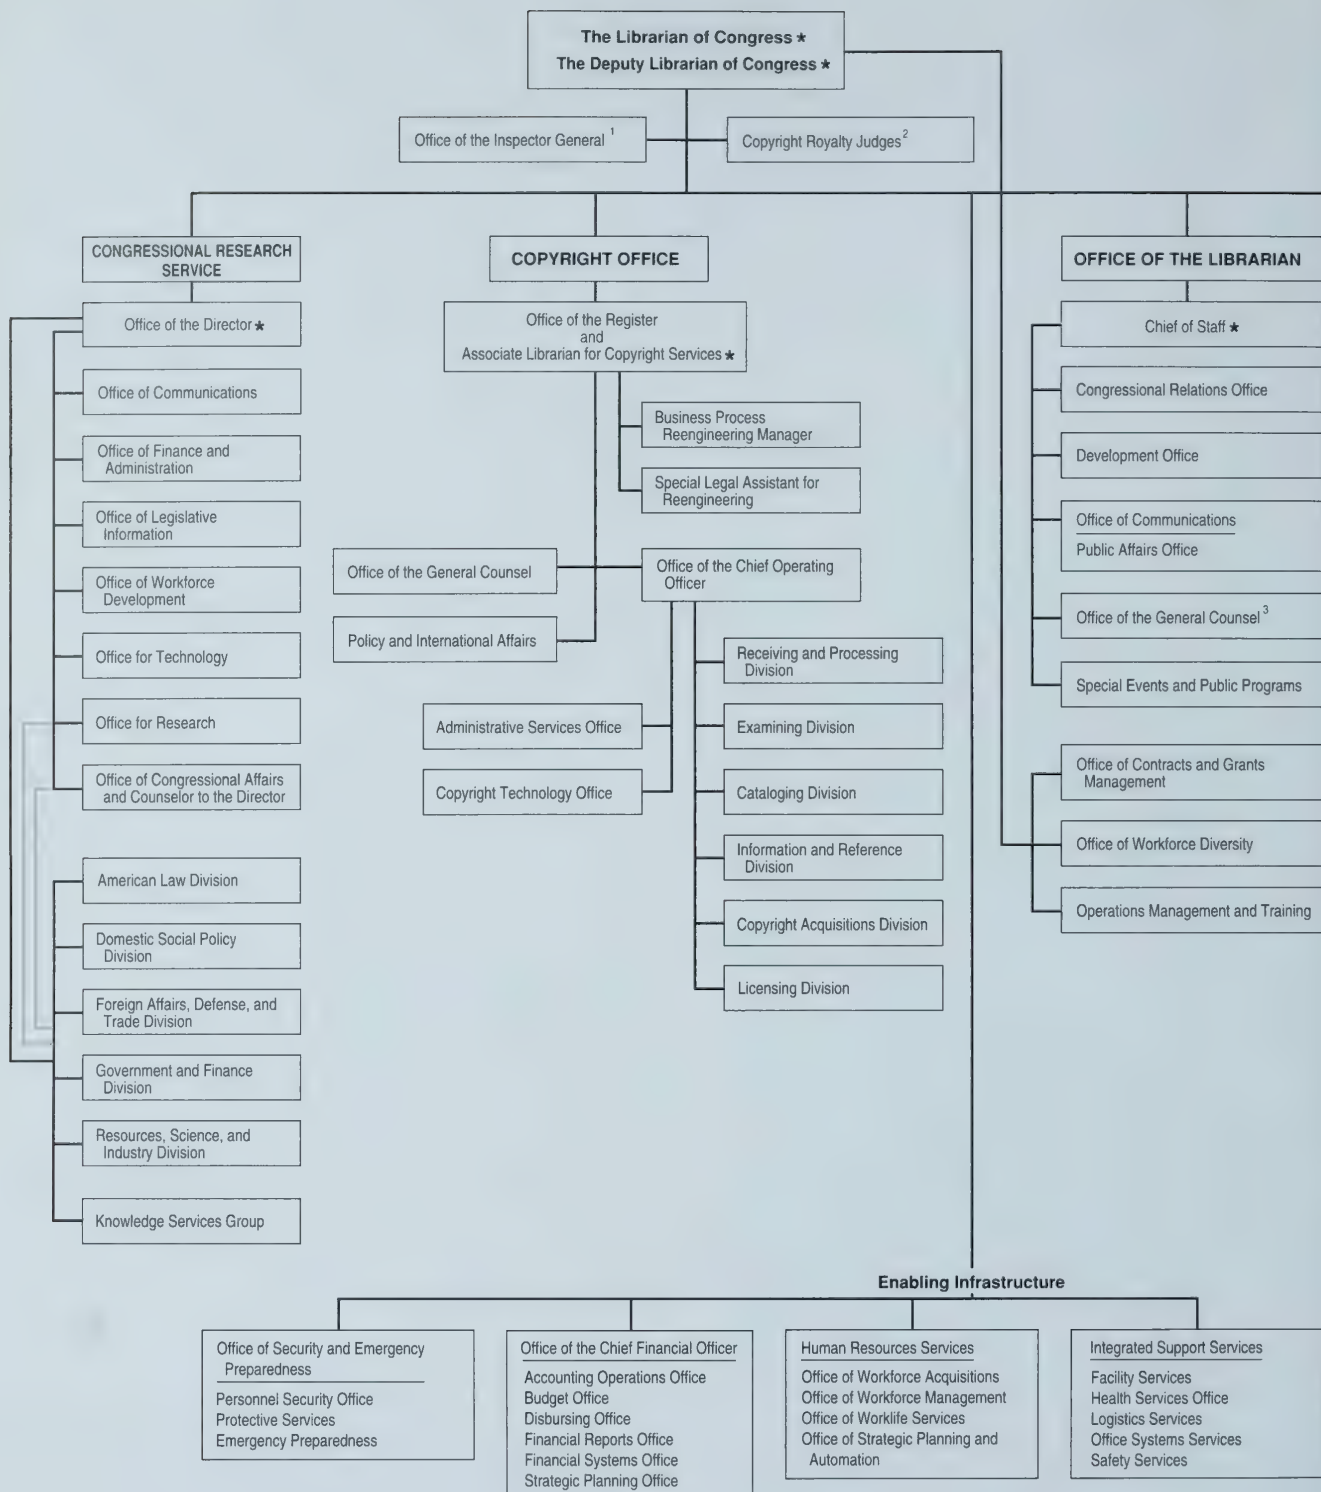 The Librarian of Congress ★
The Deputy Librarian of Congress ★
Office of the Inspector General 1
Copyright Royalty Judges 2
CONGRESSIONAL RESEARCH
SERVICE
Office of the Director ★
Office of Communications
Office of Finance and
Administration
Office of Legislative
Information
Office of Workforce
Development
Office for Technology
Office for Research
Office of Congressional Affairs
and Counselor to the Director
American Law Division
Domestic Social Policy
Division
Foreign Affairs, Defense, and
Trade Division
Government and Finance
Division
Resources, Science, and
Industry Division
Knowledge Services Group
COPYRIGHT OFFICE
Office of the Register
and
Associate Librarian for Copyright Services ★
Business Process
Reengineering Manager
Special Legal Assistant for
Reengineering
Office of the General Counsel
Office of the Chief Operating
Officer
Policy and International Affairs
Administrative Services Office
Copyright Technology Office
Receiving and Processing
Division
Examining Division
Cataloging Division
Information and Reference
Division
Copyright Acquisitions Division
Licensing Division
OFFICE OF THE LIBRARIAN
Chief of Staff ★
Congressional Relations Office
Development Office
Office of Communications
Public Affairs Office
Office of the General Counsel 3
Special Events and Public Programs
Office of Contracts and Grants
Management
Office of Workforce Diversity
Operations Management and Training
Enabling Infrastructure
Office of Security and Emergency
Preparedness
Personnel Security Office
Protective Services
Emergency Preparedness
Office of the Chief Financial Officer
Accounting Operations Office
Budget Office
Disbursing Office
Financial Reports Office
Financial Systems Office
Strategic Planning Office
Human Resources Services
Office of Workforce Acquisitions
Office of Workforce Management
Office of Worklife Services
Office of Strategic Planning and
Automation
Integrated Support Services
Facility Services
Health Services Office
Logistics Services
Office Systems Services
Safety Services